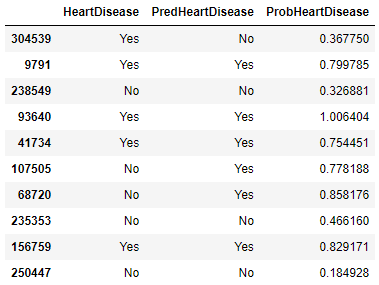 HeartDisease PredHeartDisease ProbHeartDisease
304539 Yes No 0.367750
9791 Yes Yes 0.799785
238549 No No 0.326881
93640 Yes Yes 1.006404
41734 Yes Yes 0.754451
107505 No Yes 0.778188
68720 No Yes 0.858176
235353 No No 0.466160
156759 Yes Yes 0.829171
250447 No No 0.184928